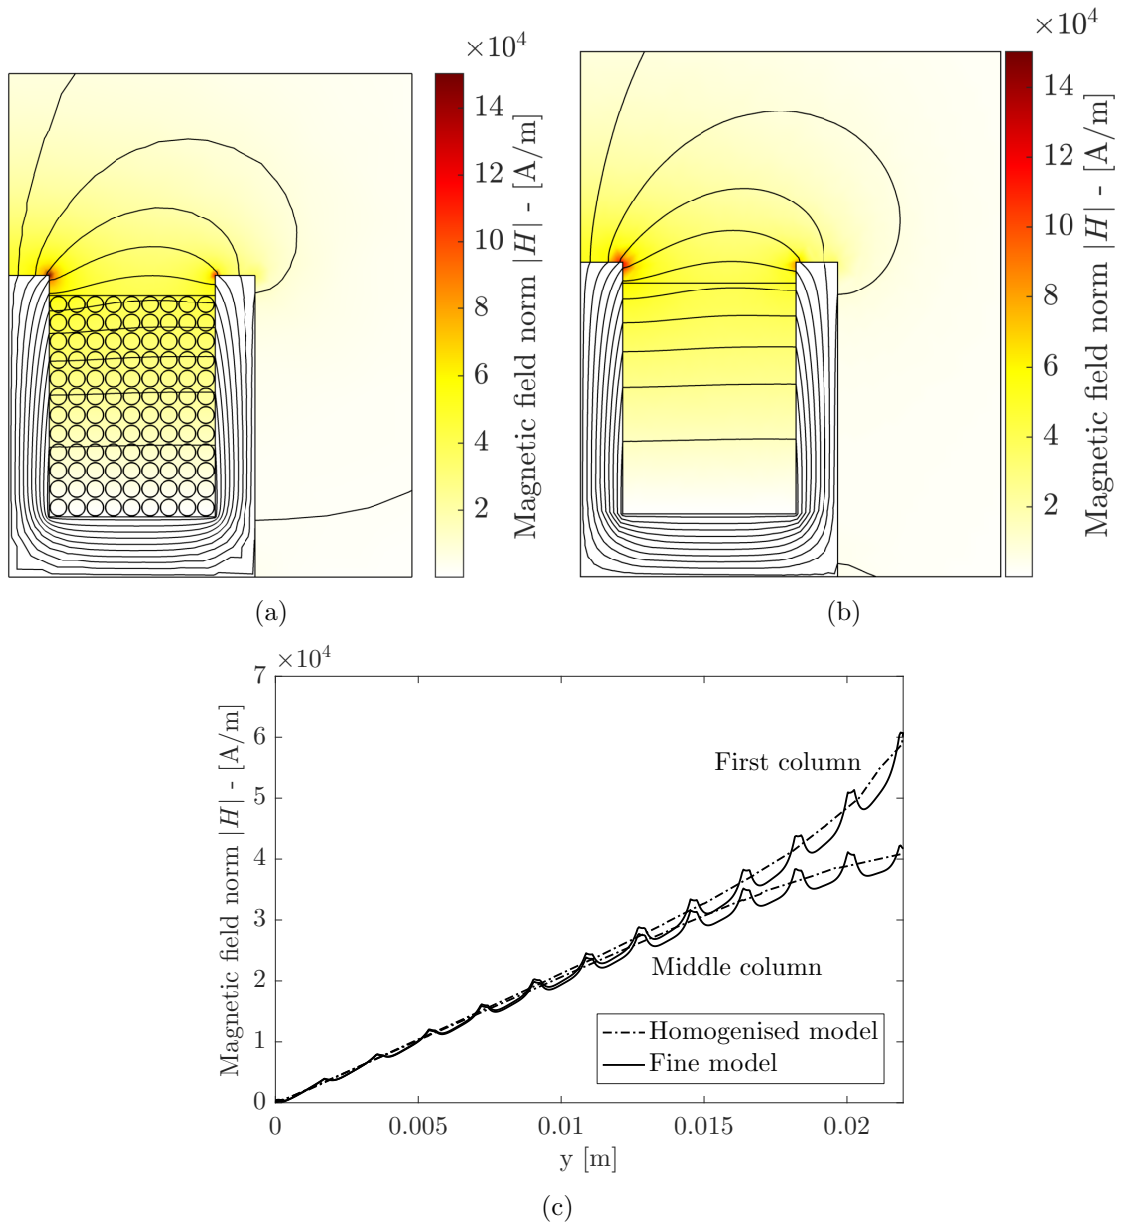 ×10⁴
14
12
10
8
6
4
2
Magnetic field norm |H| - [A/m]
(a)
×10⁴
14
12
10
8
6
4
2
Magnetic field norm |H| - [A/m]
(b)
7 ×10⁴
6
5
4
3
2
1
0
Magnetic field norm |H| - [A/m]
First column
Middle column
Homogenised model
Fine model
0 0.005 0.01 0.015 0.02
y [m]
(c)